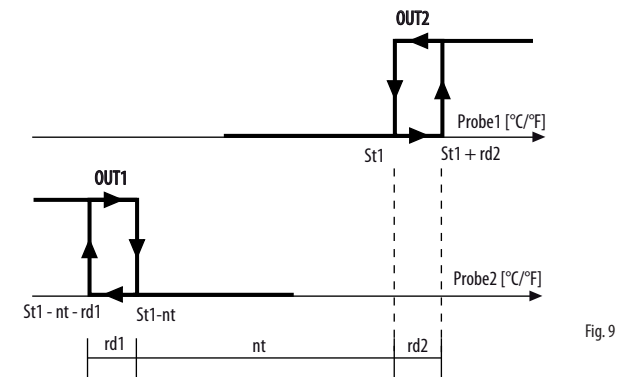 OUT2
Probe1 [°C/°F]
St1
St1 + rd2
OUT1
Probe2 [°C/°F]
St1 - nt - rd1
St1-nt
rd1
nt
rd2
Fig. 9